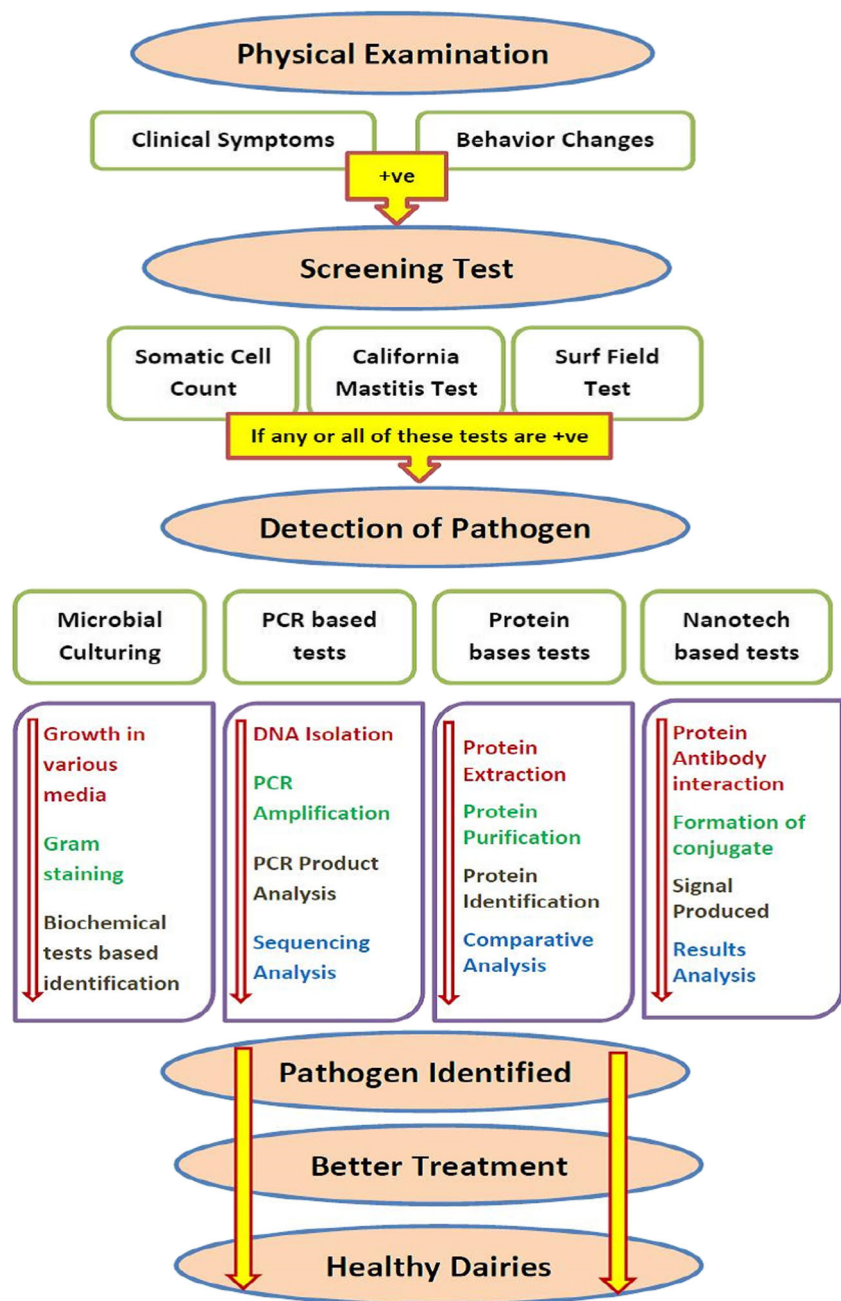 Physical Examination
Clinical Symptoms
Behavior Changes
+ve
Screening Test
Somatic Cell
Count
California
Mastitis Test
Surf Field
Test
If any or all of these tests are +ve
Detection of Pathogen
Microbial
Culturing
PCR based
tests
Protein
bases tests
Nanotech
based tests
Growth in
various
media
Gram
staining
Biochemical
tests based
identification
DNA Isolation
PCR
Amplification
PCR Product
Analysis
Sequencing
Analysis
Protein
Extraction
Protein
Purification
Protein
Identification
Comparative
Analysis
Protein
Antibody
interaction
Formation of
conjugate
Signal
Produced
Results
Analysis
Pathogen Identified
Better Treatment
Healthy Dairies